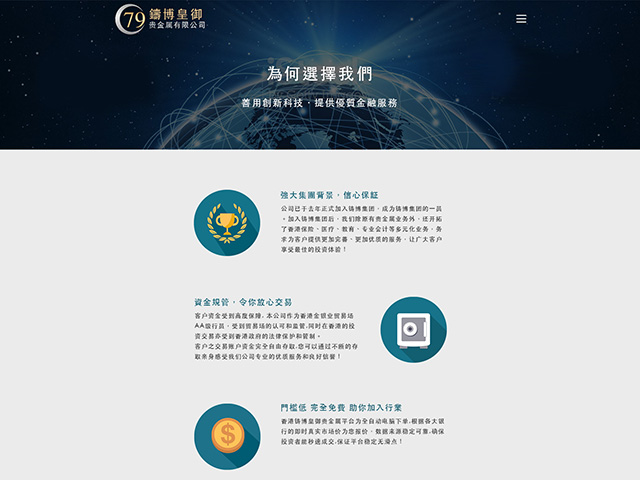 79 鑄博皇御
贵金属有限公司
為何選擇我們
善用創新科技，提供優質金融服務
強大集團背景，信心保証
公司已于去年正式加入铸博集团，成为铸博集团的一员
。加入铸博集团后，我们除原有贵金属业务外，还开拓
了香港保险、医疗、教育、专业会计等多元化业务，务
求为客户提供更加完善、更加优质的服务，让广大客户
享受最佳的投资体验！
資金規管，令你放心交易
客户资金受到高度保障，本公司作为香港金银业贸易场
AA级行员，受到贸易场的认可和监管，同时在香港的投
资交易亦受到香港政府的法律保护和管制。
客户之交易账户资金完全自由存取，您可以通过不断的存
取来身感受我们公司专业的优质服务和良好信誉！
門檻低 完全免費 助你加入行業
香港铸博皇御贵金属平台为全自动电脑下单，根据各大银
行的即时真实市场价为您报价，数据来源稳定可靠，确保
投资者能秒速成交，保证平台稳定无滑点！